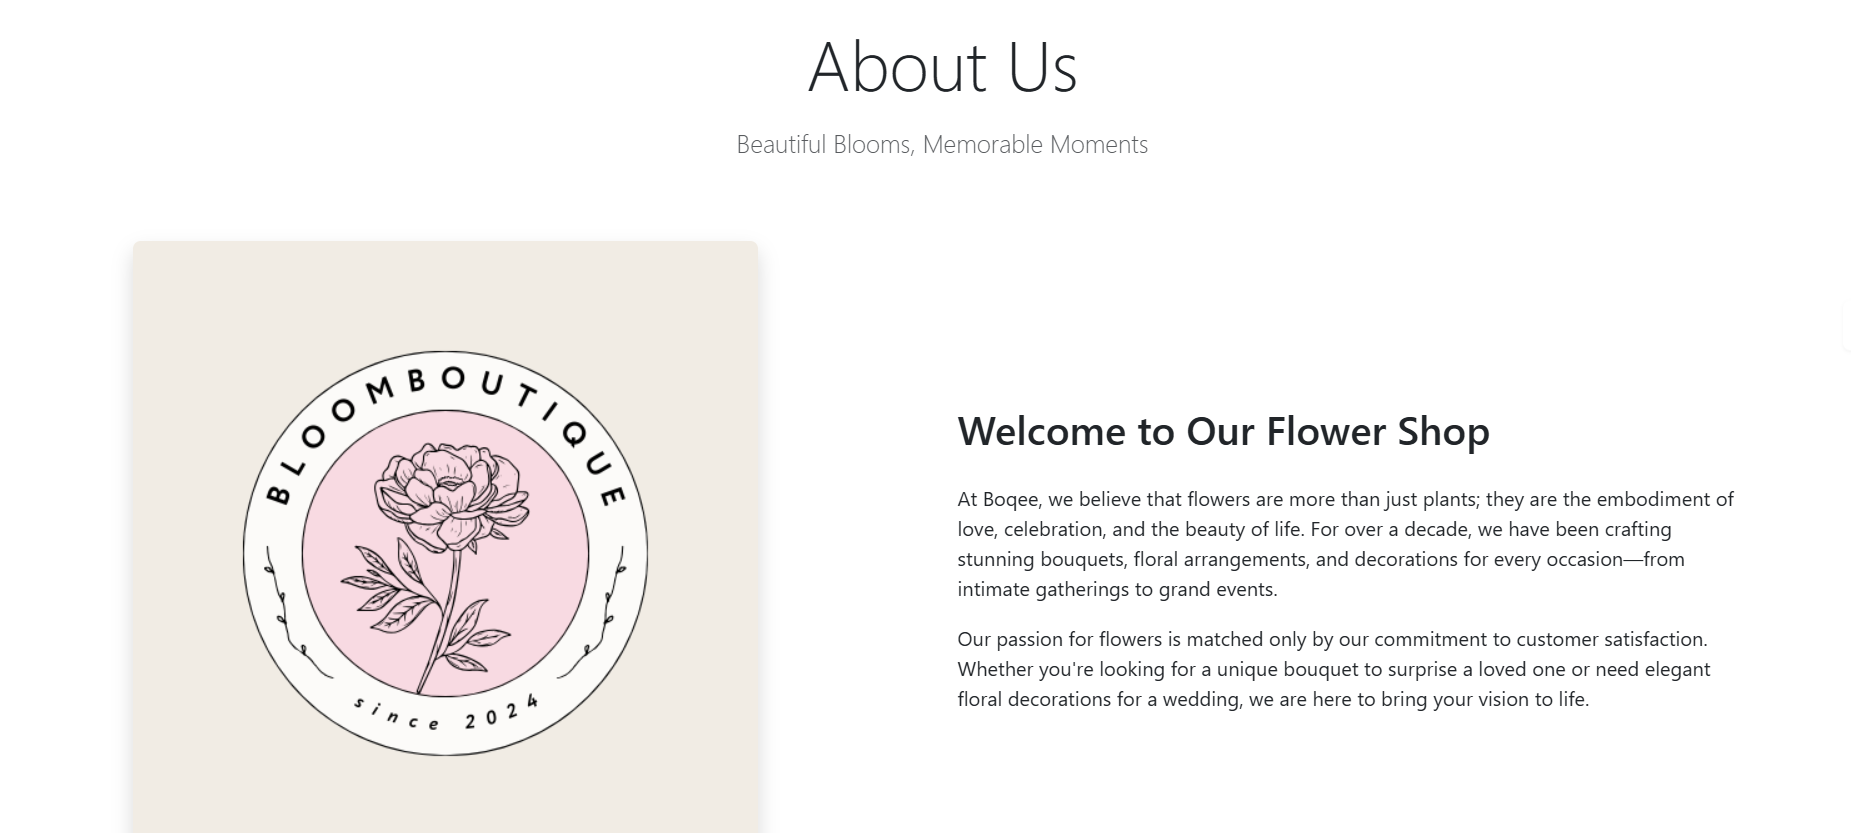 About Us
Beautiful Blooms, Memorable Moments
BLOOMBOUTIQUE
since 2024
Welcome to Our Flower Shop
At Boqee, we believe that flowers are more than just plants; they are the embodiment of
love, celebration, and the beauty of life. For over a decade, we have been crafting
stunning bouquets, floral arrangements, and decorations for every occasion—from
intimate gatherings to grand events.
Our passion for flowers is matched only by our commitment to customer satisfaction.
Whether you're looking for a unique bouquet to surprise a loved one or need elegant
floral decorations for a wedding, we are here to bring your vision to life.